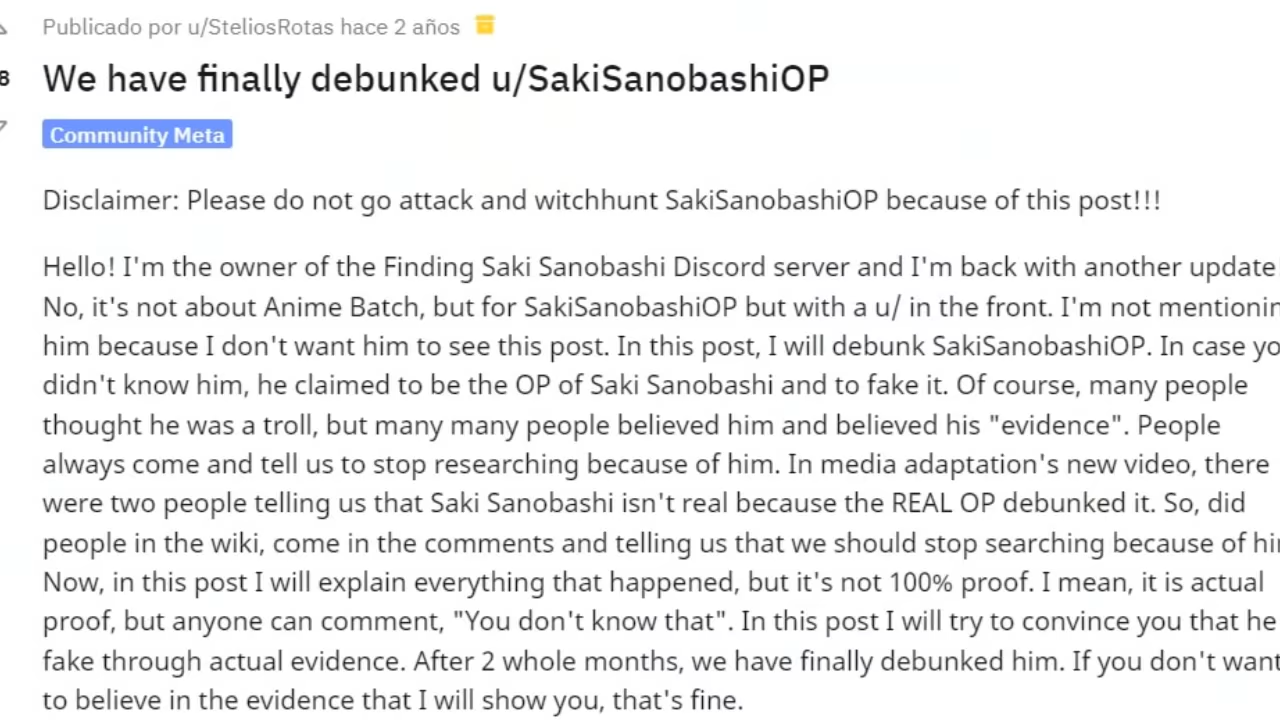 Publicado por u/SteliosRotas hace 2 años
8
We have finally debunked u/SakiSanobashiOP
Community Meta
Disclaimer: Please do not go attack and witchhunt SakiSanobashiOP because of this post!!!
Hello! I'm the owner of the Finding Saki Sanobashi Discord server and I'm back with another update!
No, it's not about Anime Batch, but for SakiSanobashiOP but with a u/ in the front. I'm not mentionin
him because I don't want him to see this post. In this post, I will debunk SakiSanobashiOP. In case yo
didn't know him, he claimed to be the OP of Saki Sanobashi and to fake it. Of course, many people
thought he was a troll, but many many people believed him and believed his "evidence". People
always come and tell us to stop researching because of him. In media adaptation's new video, there
were two people telling us that Saki Sanobashi isn't real because the REAL OP debunked it. So, did
people in the wiki, come in the comments and telling us that we should stop searching because of hi
Now, in this post I will explain everything that happened, but it's not 100% proof. I mean, it is actual
proof, but anyone can comment, "You don't know that". In this post I will try to convince you that he
fake through actual evidence. After 2 whole months, we have finally debunked him. If you don't want
to believe in the evidence that I will show you, that's fine.